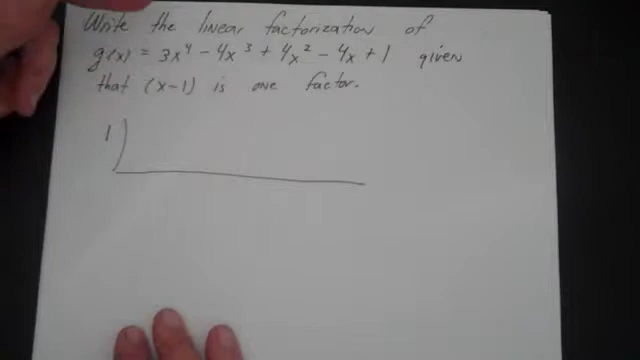 Write the linear factorization of
g(x) = 3x⁴ - 4x³ + 4x² - 4x + 1 given
that (x-1) is one factor.
1